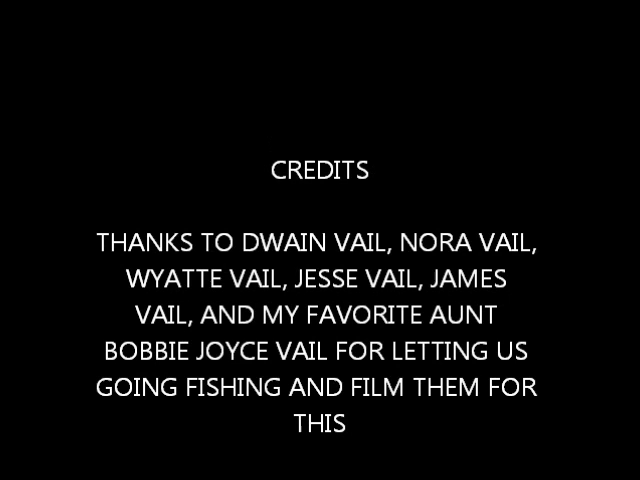 CREDITS
THANKS TO DWAIN VAIL, NORA VAIL,
WYATTE VAIL, JESSE VAIL, JAMES
VAIL, AND MY FAVORITE AUNT
BOBBIE JOYCE VAIL FOR LETTING US
GOING FISHING AND FILM THEM FOR
THIS